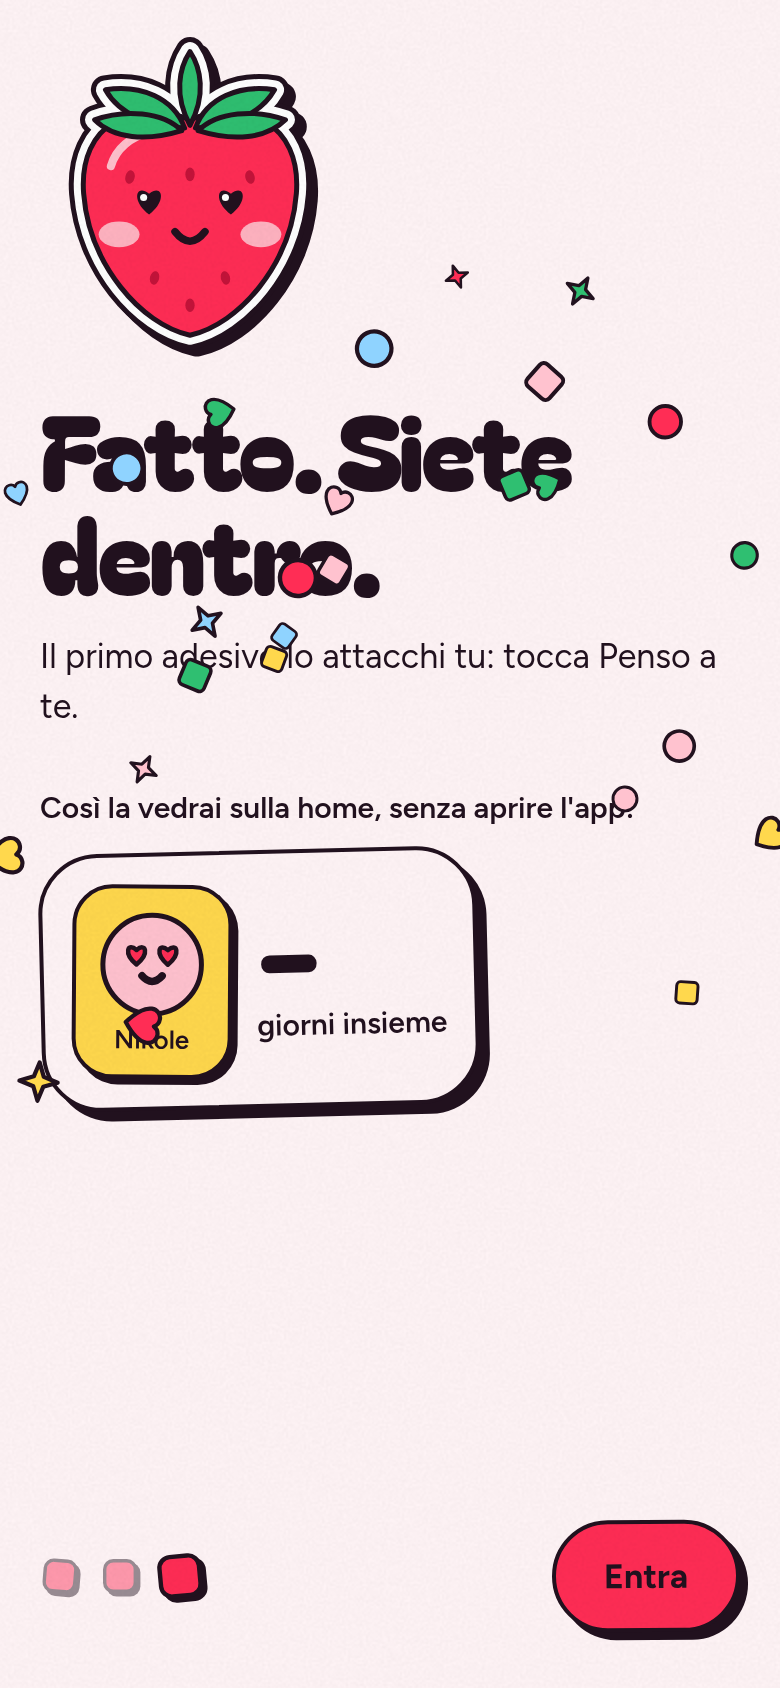 Fatto. Siete
dentro.
Il primo adesivo lo attacchi tu: tocca Penso a
te.
Così la vedrai sulla home, senza aprire l'app.
–
giorni insieme
Nikole
Entra